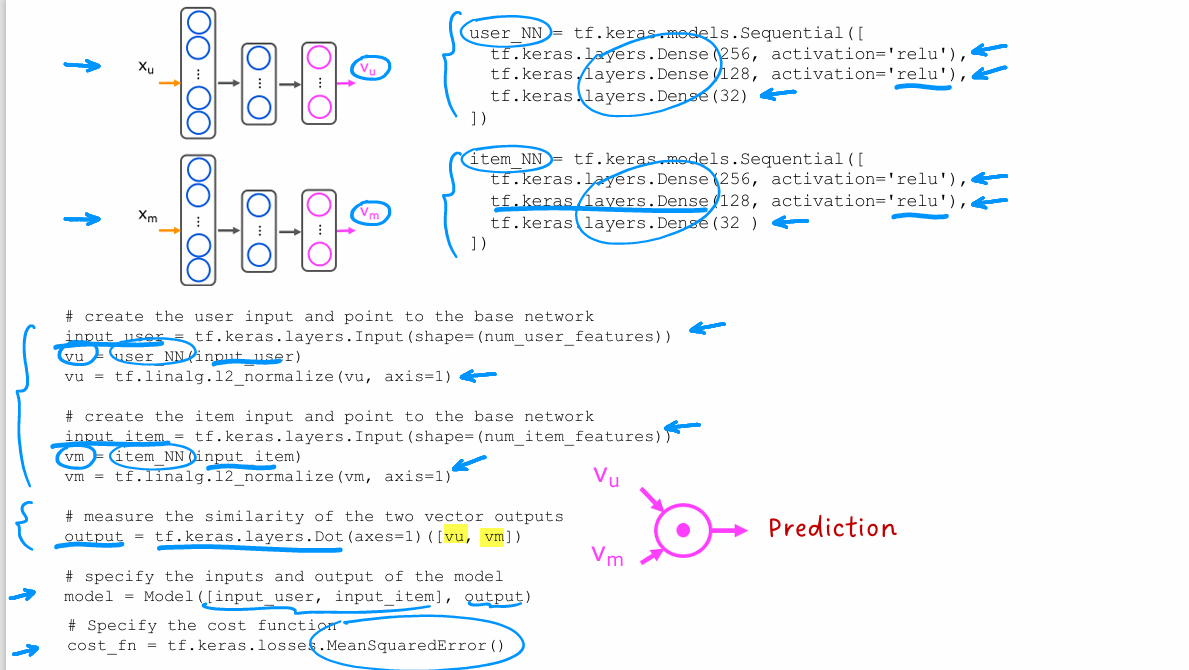 x_u
v_u
user_NN = tf.keras.models.Sequential([
tf.keras.layers.Dense(256, activation='relu'),
tf.keras.layers.Dense(128, activation='relu'),
tf.keras.layers.Dense(32)
])
x_m
v_m
item_NN = tf.keras.models.Sequential([
tf.keras.layers.Dense(256, activation='relu'),
tf.keras.layers.Dense(128, activation='relu'),
tf.keras.layers.Dense(32 )
])
# create the user input and point to the base network
input_user = tf.keras.layers.Input(shape=(num_user_features))
vu = user_NN(input_user)
vu = tf.linalg.l2_normalize(vu, axis=1)
# create the item input and point to the base network
input_item = tf.keras.layers.Input(shape=(num_item_features))
vm = item_NN(input_item)
vm = tf.linalg.l2_normalize(vm, axis=1)
# measure the similarity of the two vector outputs
output = tf.keras.layers.Dot(axes=1)([vu, vm])
v_u
v_m
Prediction
# specify the inputs and output of the model
model = Model([input_user, input_item], output)
# Specify the cost function
cost_fn = tf.keras.losses.MeanSquaredError()